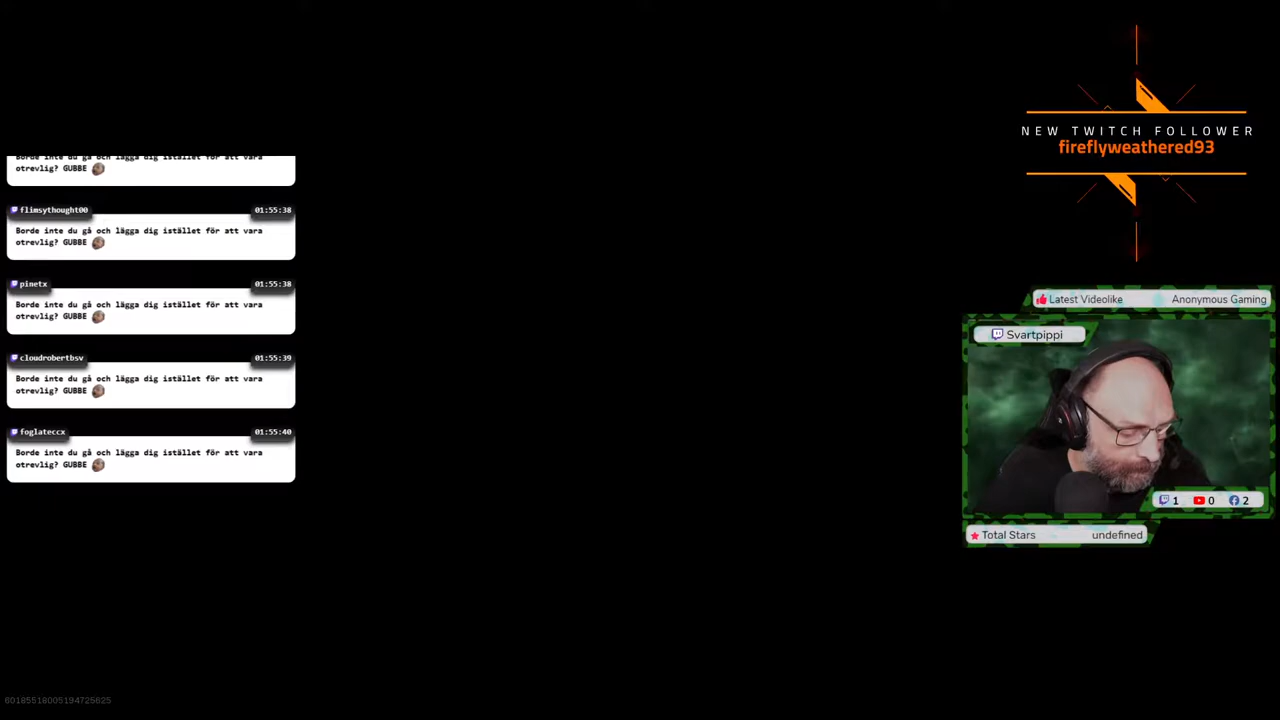 NEW TWITCH FOLLOWER
fireflyweathered93
Borde inte du gå och lägga dig istället för att vara
otrevlig? GUBBE
flimsythought00 01:55:38
Borde inte du gå och lägga dig istället för att vara
otrevlig? GUBBE
pinetx 01:55:38
Borde inte du gå och lägga dig istället för att vara
otrevlig? GUBBE
cloudrobertbsv 01:55:39
Borde inte du gå och lägga dig istället för att vara
otrevlig? GUBBE
foglateccx 01:55:40
Borde inte du gå och lägga dig istället för att vara
otrevlig? GUBBE
Latest Videolike Anonymous Gaming
Svartpippi
1 0 2
Total Stars undefined
60185518005194725625